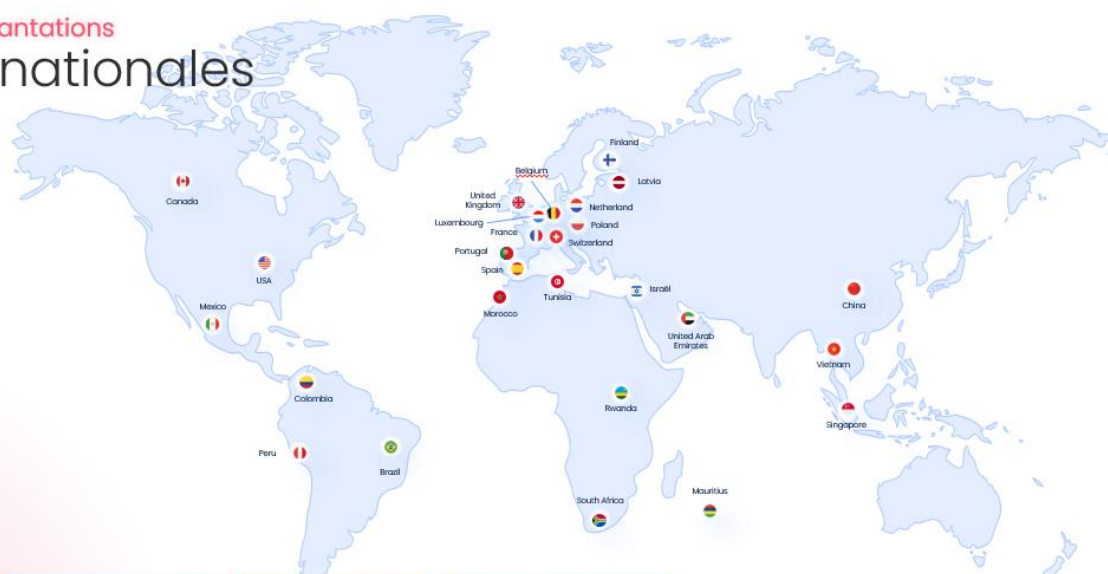 antations
nationales
Finland
Belgium
Latvia
Canada
United
Kingdom
Netherland
Luxembourg
Poland
France
Switzerland
Portugal
Spain
USA
Tunisia
Israël
China
Mexico
Morocco
United Arab
Emirates
Vietnam
Colombia
Rwanda
Singapore
Peru
Brazil
Mauritius
South Africa